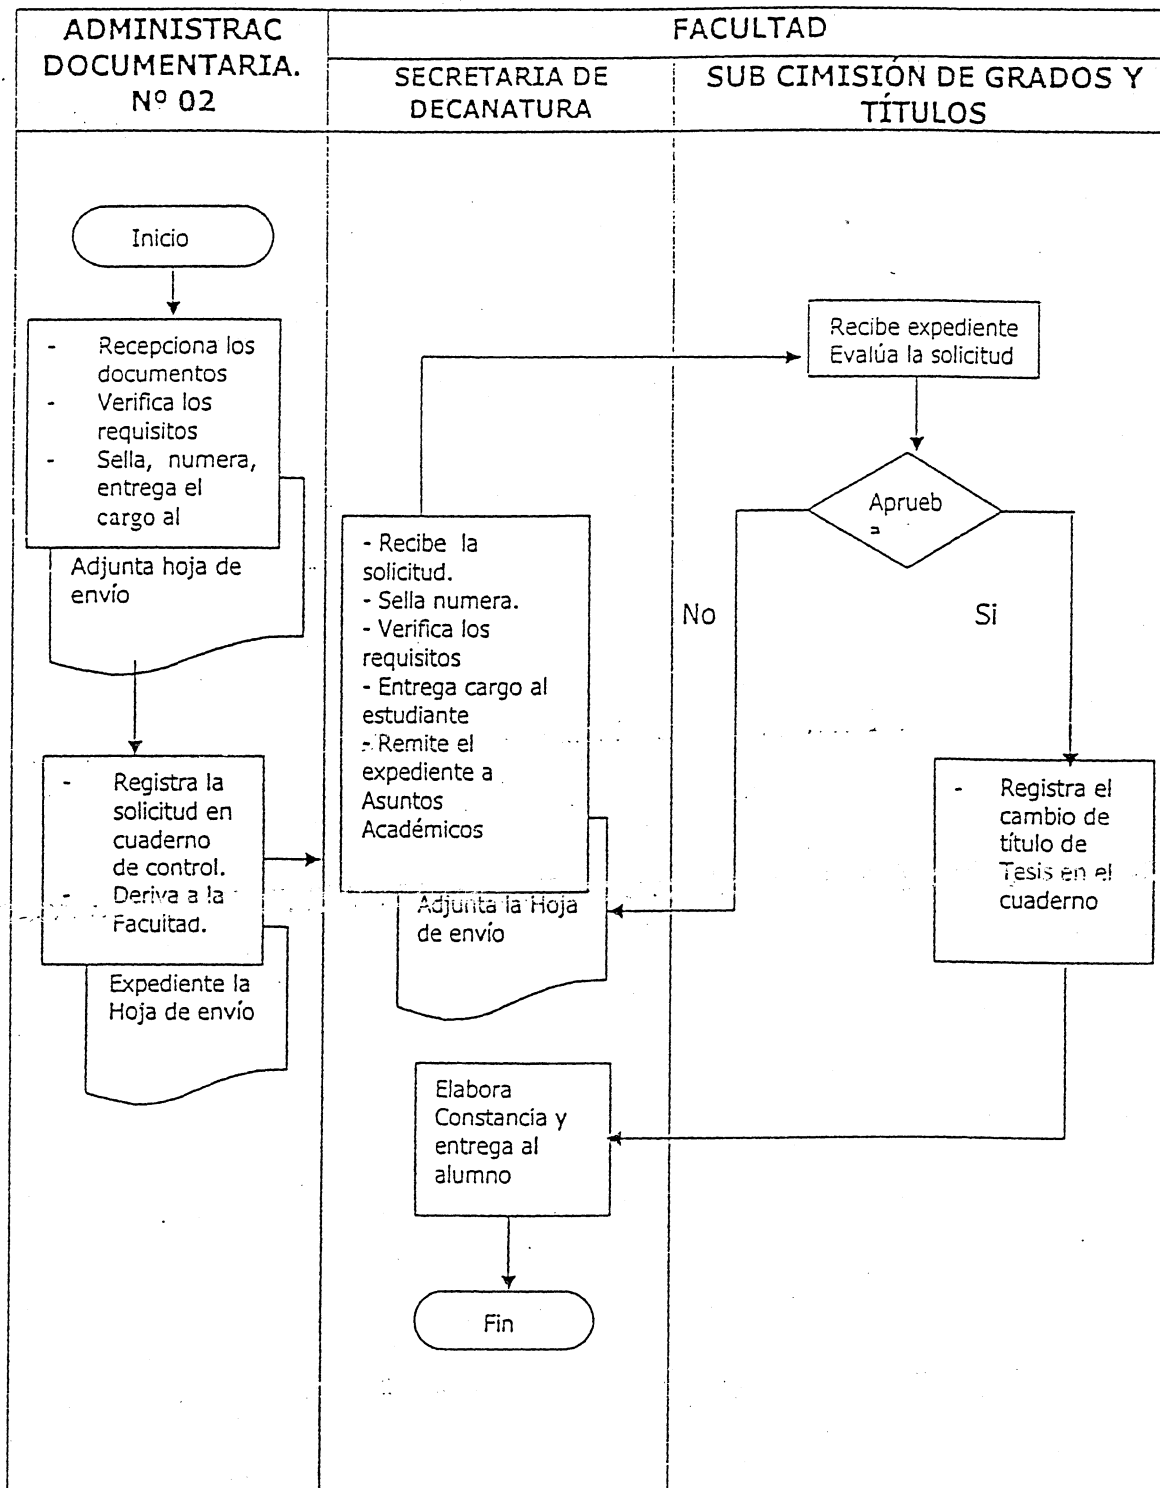 ADMINISTRAC
DOCUMENTARIA.
Nº 02
FACULTAD
SECRETARIA DE
DECANATURA
SUB CIMISIÓN DE GRADOS Y
TÍTULOS
Inicio
- Recepciona los
documentos
- Verifica los
requisitos
- Sella, numera,
entrega el
cargo al
Adjunta hoja de
envío
- Registra la
solicitud en
cuaderno
de control.
- Deriva a la
Facultad.
Expediente la
Hoja de envío
- Recibe la
solicitud.
- Sella numera.
- Verifica los
requisitos
- Entrega cargo al
estudiante
- Remite el
expediente a
Asuntos
Académicos
Adjunta la Hoja
de envío
Elabora
Constancia y
entrega al
alumno
Fin
Recibe expediente
Evalúa la solicitud
Aprueb
a
No
Si
- Registra el
cambio de
título de
Tesis en el
cuaderno